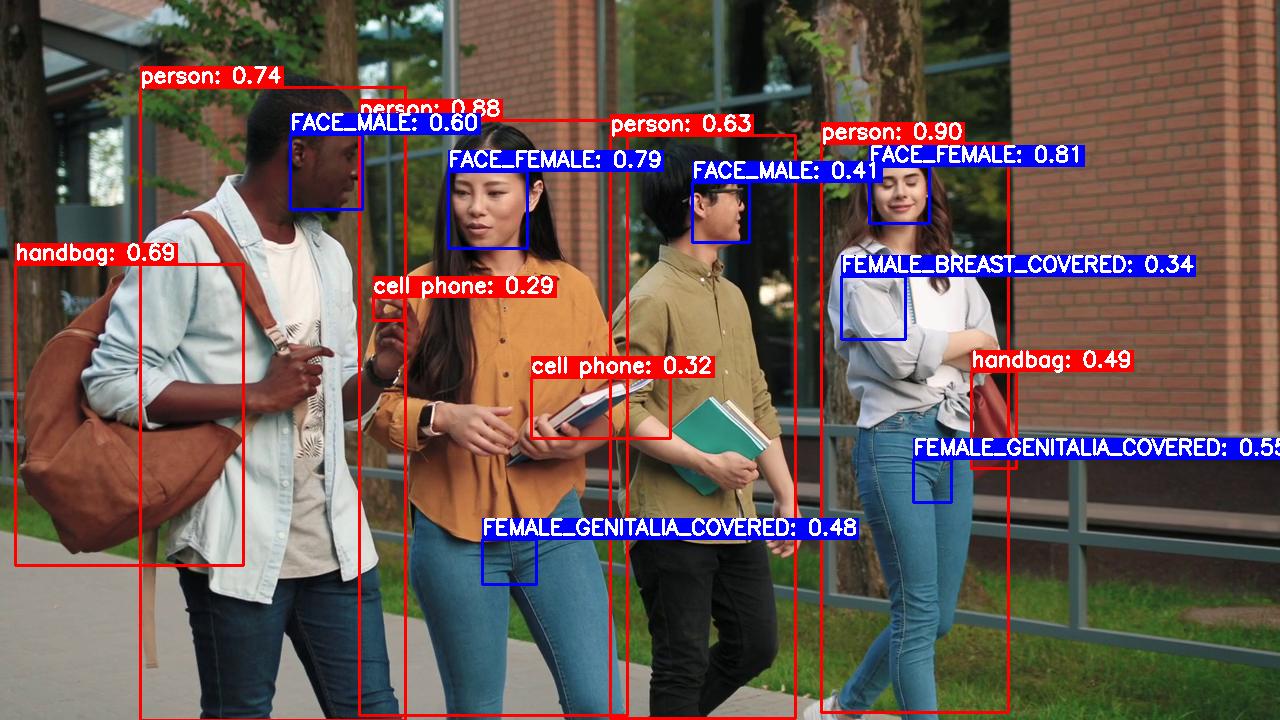 person: 0.74
person: 0.88
FACE_MALE: 0.60
person: 0.63
person: 0.90
FACE_FEMALE: 0.79
FACE_MALE: 0.41
FACE_FEMALE: 0.81
handbag: 0.69
FEMALE_BREAST_COVERED: 0.34
cell phone: 0.29
cell phone: 0.32
handbag: 0.49
FEMALE_GENITALIA_COVERED: 0.55
FEMALE_GENITALIA_COVERED: 0.48